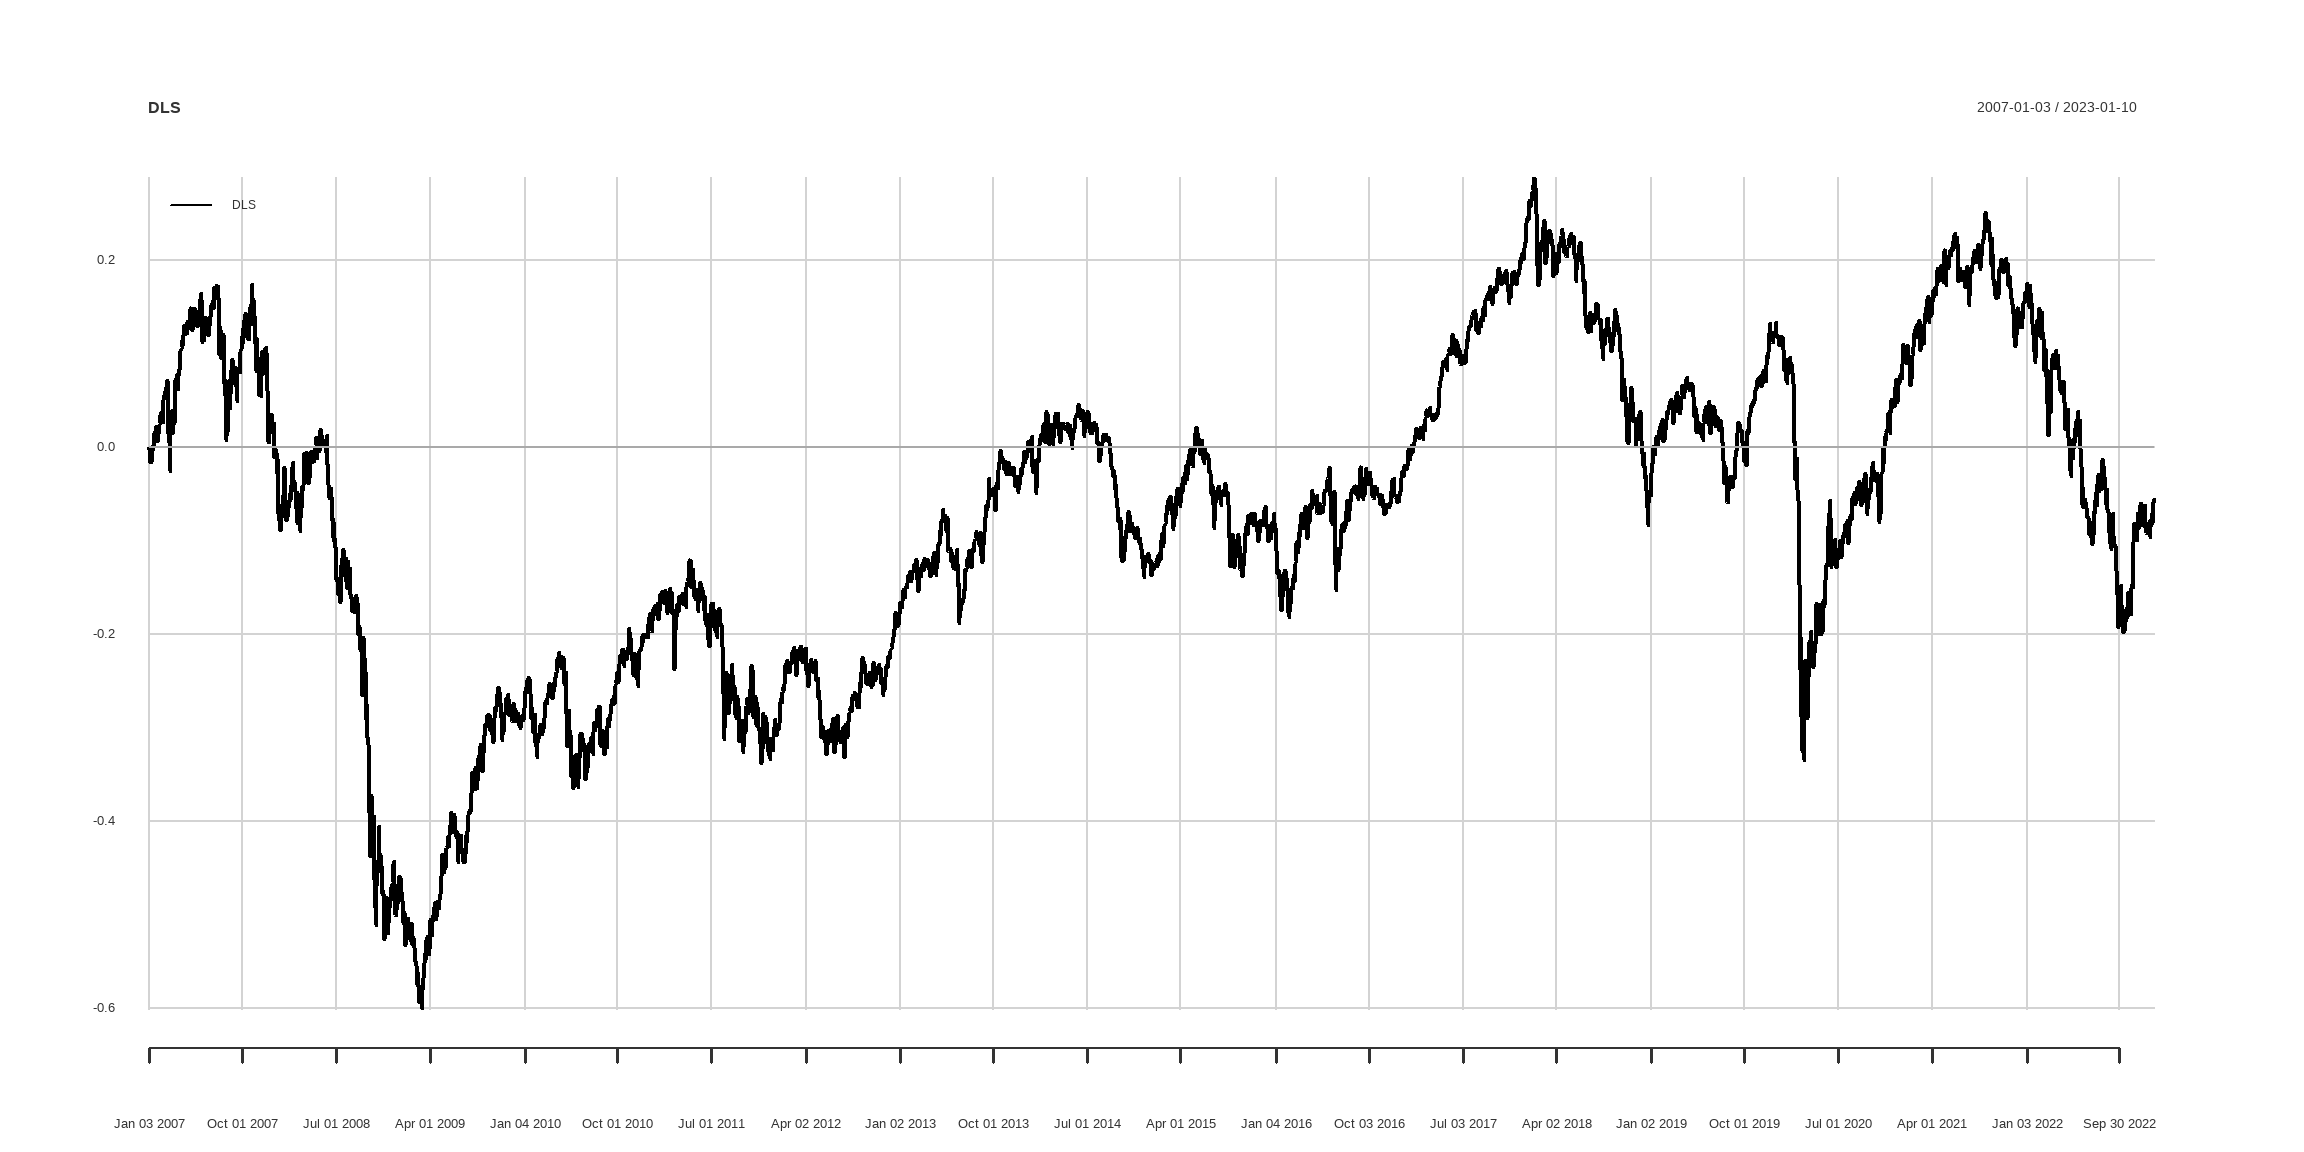 DLS 2007-01-03 / 2023-01-10
DLS
0.2
0.0
-0.2
-0.4
-0.6
Jan 03 2007 Oct 01 2007 Jul 01 2008 Apr 01 2009 Jan 04 2010 Oct 01 2010 Jul 01 2011 Apr 02 2012 Jan 02 2013 Oct 01 2013 Jul 01 2014 Apr 01 2015 Jan 04 2016 Oct 03 2016 Jul 03 2017 Apr 02 2018 Jan 02 2019 Oct 01 2019 Jul 01 2020 Apr 01 2021 Jan 03 2022 Sep 30 2022